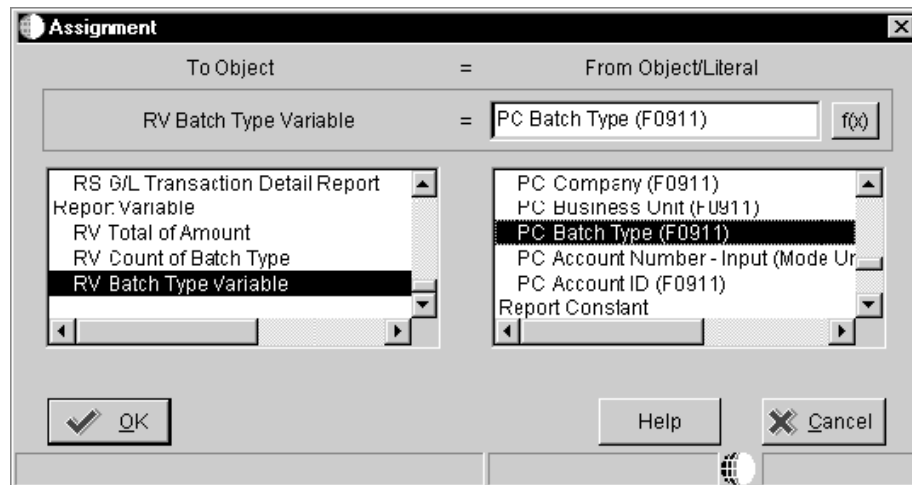 Assignment
To Object = From Object/Literal
RV Batch Type Variable = PC Batch Type (F0911) f(x)
RS G/L Transaction Detail Report
Report Variable
RV Total of Amount
RV Count of Batch Type
RV Batch Type Variable
PC Company (F0911)
PC Business Unit (F0911)
PC Batch Type (F0911)
PC Account Number - Input (Mode Un
PC Account ID (F0911)
Report Constant
OK Help Cancel